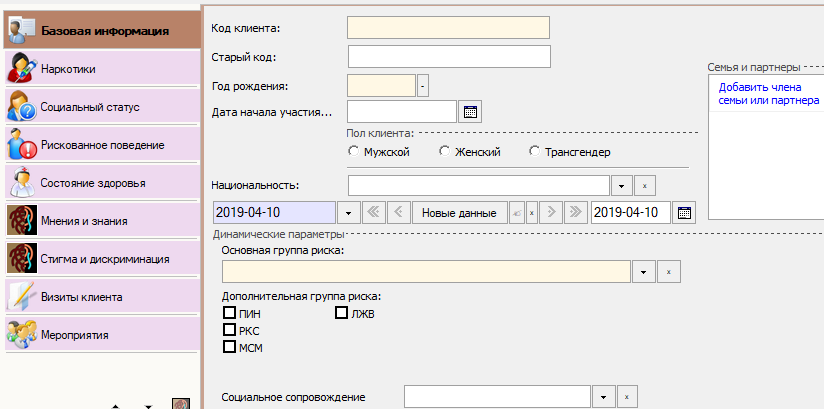 Базовая информация
Наркотики
Социальный статус
Рискованное поведение
Состояние здоровья
Мнения и знания
Стигма и дискриминация
Визиты клиента
Мероприятия
Код клиента:
Старый код:
Год рождения:
-
Дата начала участия...
Пол клиента:
Мужской Женский Трансгендер
Национальность:
x
2019-04-10 Новые данные x 2019-04-10
Динамические параметры
Основная группа риска:
x
Дополнительная группа риска:
ПИН ЛЖВ
РКС
МСМ
Социальное сопровождение
x
Семья и партнеры
Добавить члена
семьи или партнера